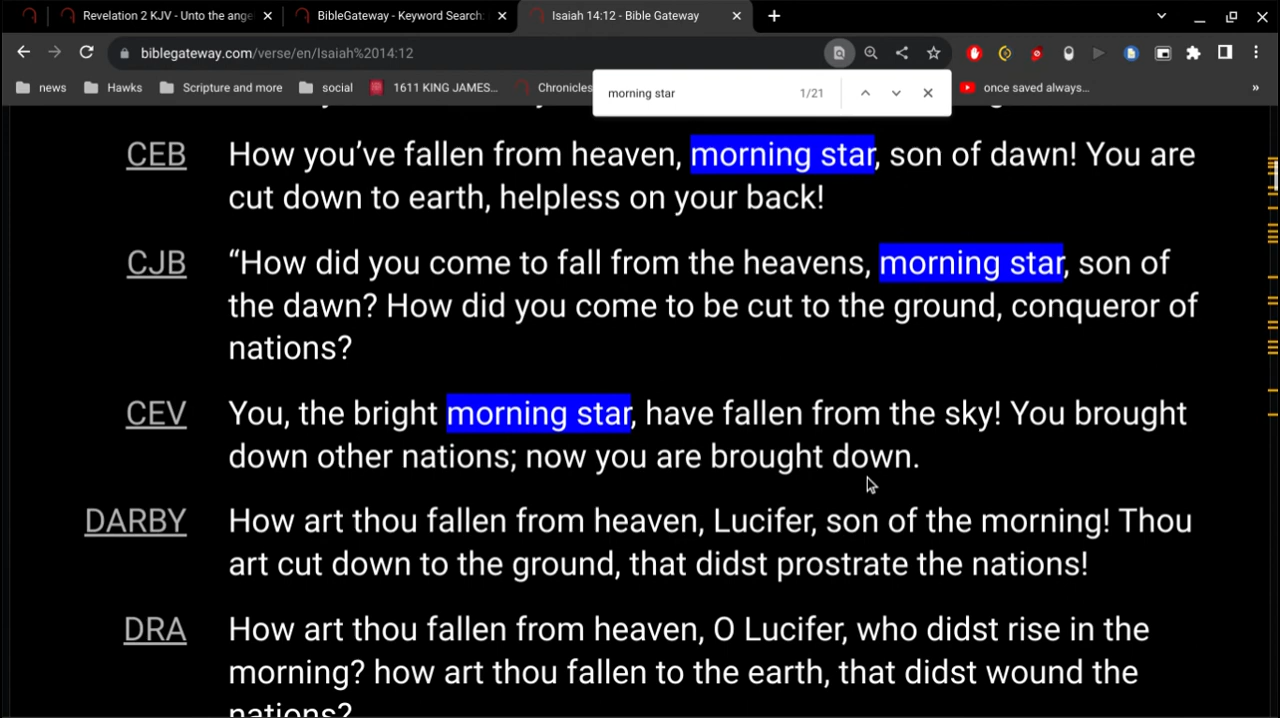 Revelation 2 KJV - Unto the ange
BibleGateway - Keyword Search:
Isaiah 14:12 - Bible Gateway
biblegateway.com/verse/en/Isaiah%2014:12
news
Hawks
Scripture and more
social
1611 KING JAMES...
Chronicles
once saved always...
»
morning star
1/21
CEB
How you’ve fallen from heaven, morning star, son of dawn! You are
cut down to earth, helpless on your back!
CJB
“How did you come to fall from the heavens, morning star, son of
the dawn? How did you come to be cut to the ground, conqueror of
nations?
CEV
You, the bright morning star, have fallen from the sky! You brought
down other nations; now you are brought down.
DARBY
How art thou fallen from heaven, Lucifer, son of the morning! Thou
art cut down to the ground, that didst prostrate the nations!
DRA
How art thou fallen from heaven, O Lucifer, who didst rise in the
morning? how art thou fallen to the earth, that didst wound the
nations?